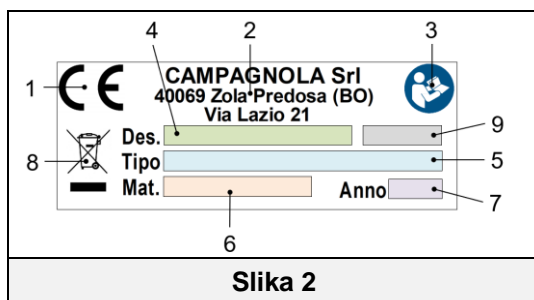 4 2 3
1 CE CAMPAGNOLA Srl
40069 Zola Predosa (BO)
Via Lazio 21
Des. 9
8 Tipo 5
Mat. Anno 7
6
Slika 2